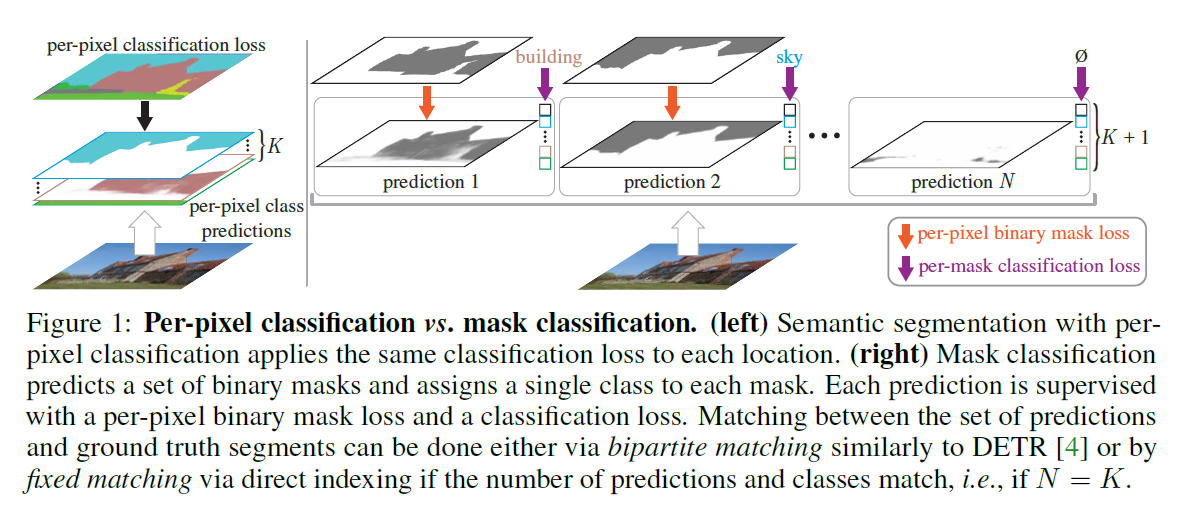 per-pixel classification loss
K
per-pixel class
predictions
building
sky
∅
prediction 1
prediction 2
prediction N
K + 1
per-pixel binary mask loss
per-mask classification loss
Figure 1: Per-pixel classification vs. mask classification. (left) Semantic segmentation with per-
pixel classification applies the same classification loss to each location. (right) Mask classification
predicts a set of binary masks and assigns a single class to each mask. Each prediction is supervised
with a per-pixel binary mask loss and a classification loss. Matching between the set of predictions
and ground truth segments can be done either via bipartite matching similarly to DETR [4] or by
fixed matching via direct indexing if the number of predictions and classes match, i.e., if N = K.